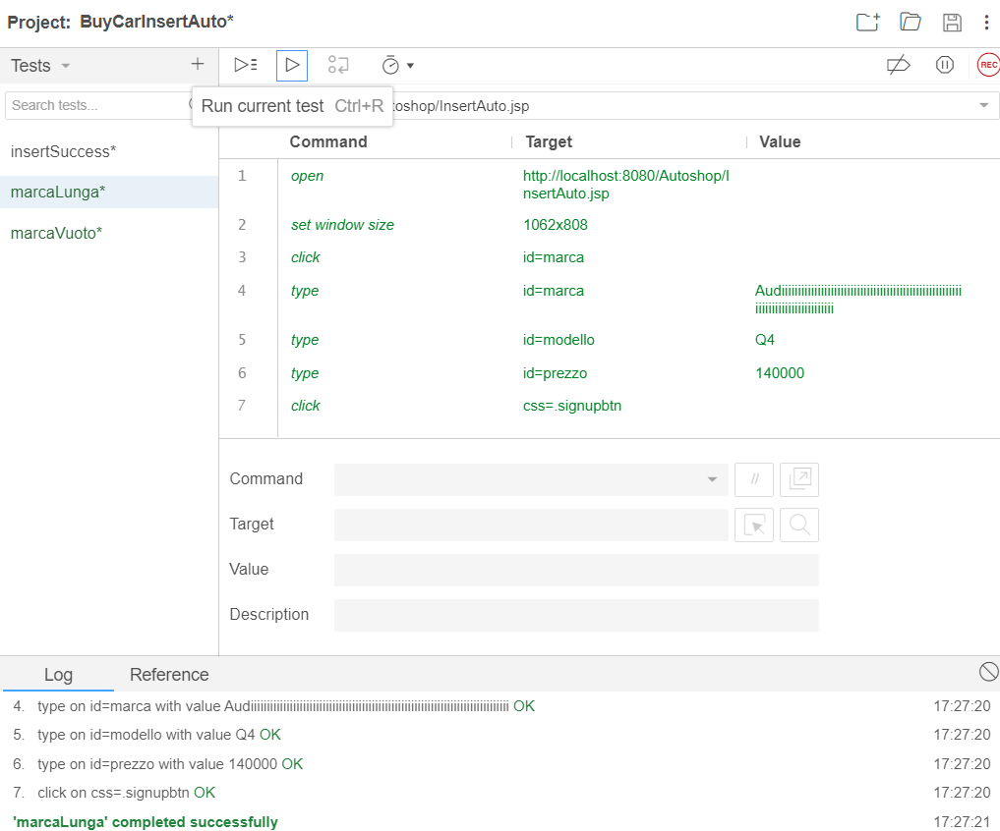 Project: BuyCarInsertAuto*
Tests
REC
Search tests...
Run current test Ctrl+R
toshop/InsertAuto.jsp
Command Target Value
insertSuccess*
marcaLunga*
marcaVuoto*
1 open http://localhost:8080/Autoshop/I
nsertAuto.jsp
2 set window size 1062x808
3 click id=marca
4 type id=marca Audiiiiiiiiiiiiiiiiiiiiiiiiiiiiiiiiiiiiiiiiiiiiiiiiiiiiiii
iiiiiiiiiiiiiiiiiiiiiiii
5 type id=modello Q4
6 type id=prezzo 140000
7 click css=.signupbtn
Command //
Target
Value
Description
Log Reference
4. type on id=marca with value Audiiiiiiiiiiiiiiiiiiiiiiiiiiiiiiiiiiiiiiiiiiiiiiiiiiiiiiiiiiiiiiiiiiiiiiiiiiiiiii OK 17:27:20
5. type on id=modello with value Q4 OK 17:27:20
6. type on id=prezzo with value 140000 OK 17:27:20
7. click on css=.signupbtn OK 17:27:20
'marcaLunga' completed successfully 17:27:21